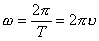 ω = 2π/T = 2πυ